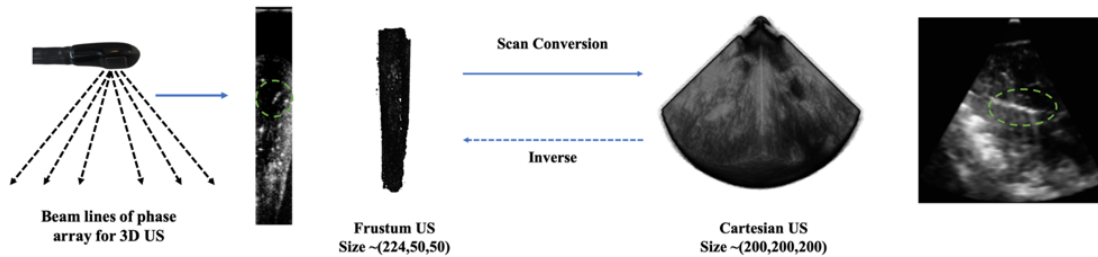 Beam lines of phase
array for 3D US
Frustum US
Size ~(224,50,50)
Scan Conversion
Inverse
Cartesian US
Size ~(200,200,200)